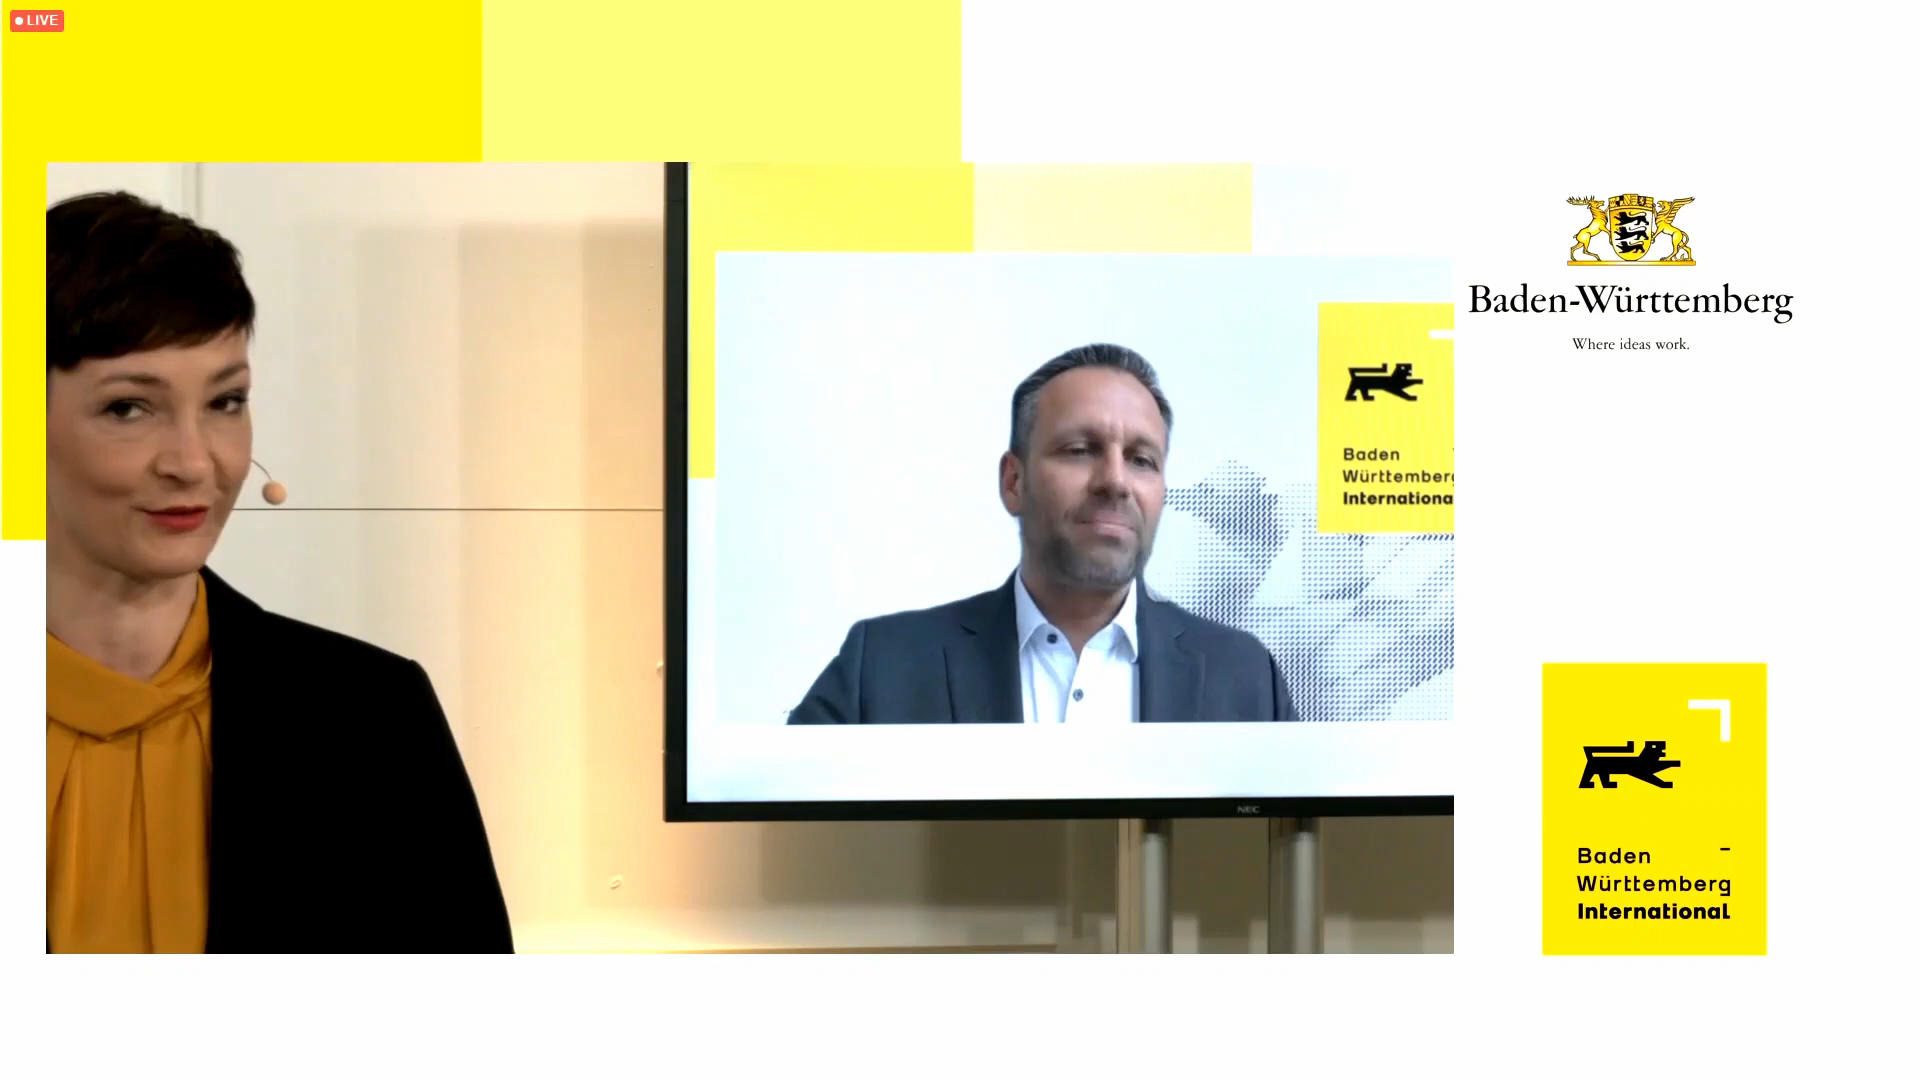 LIVE
Baden-Württemberg
Where ideas work.
Baden
Württemberg
Internationa
NEC
Baden –
Württemberg
International